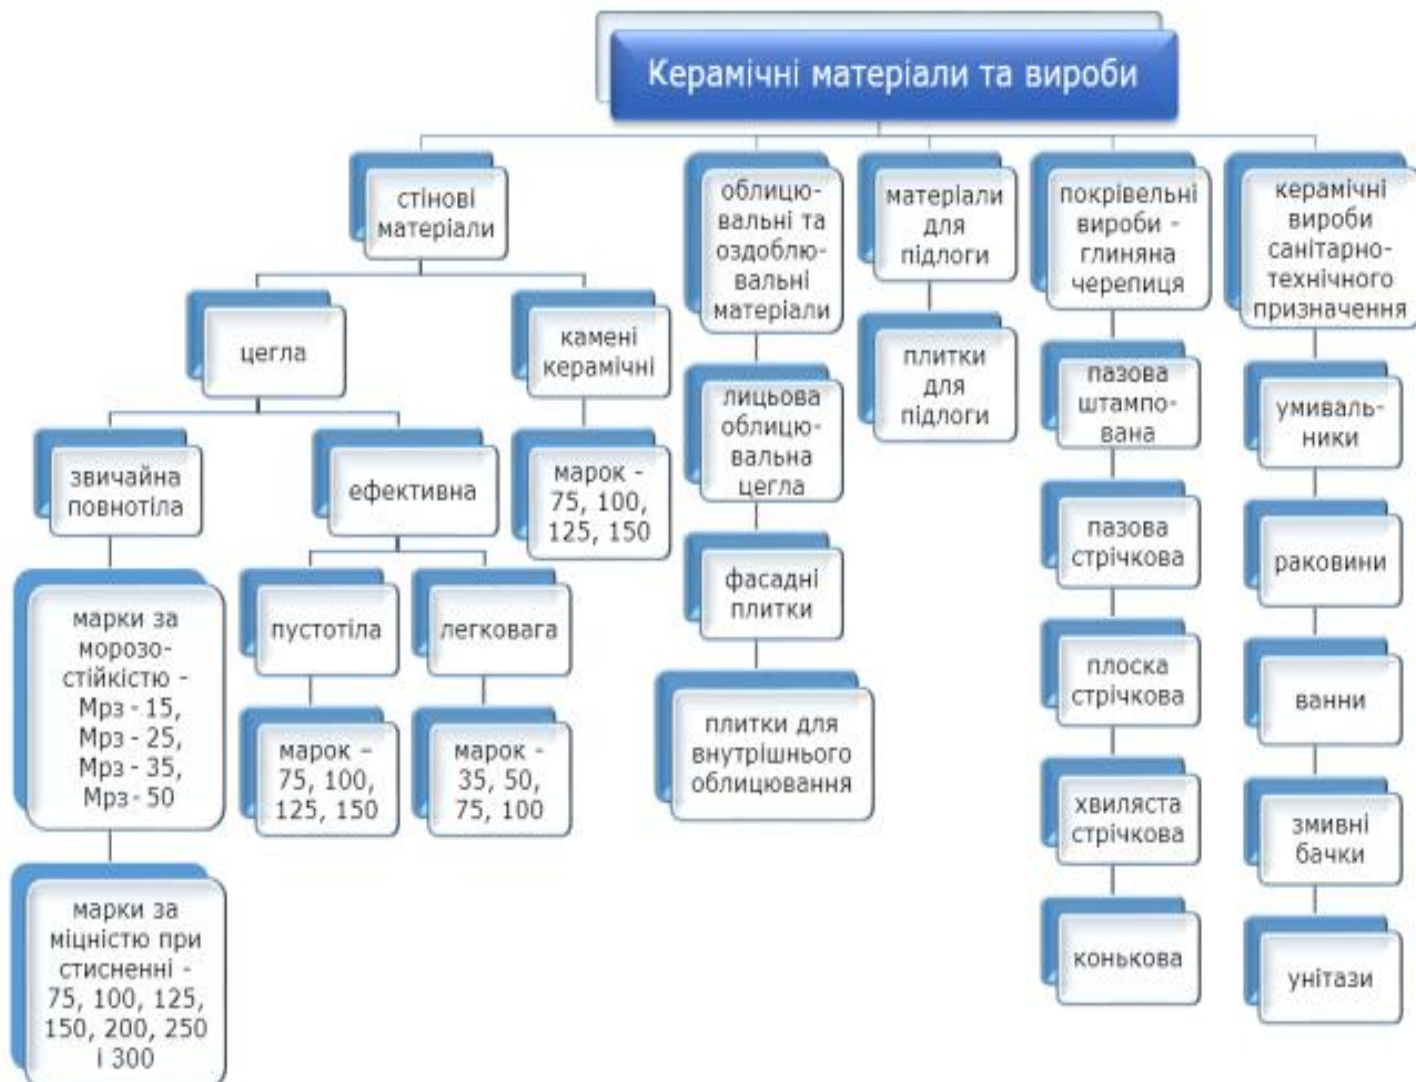 Керамічні матеріали та вироби
стінові
матеріали
цегла
звичайна
повнотіла
марки за
морозо-
стійкістю -
Мрз - 15,
Мрз - 25,
Мрз - 35,
Мрз - 50
марки за
міцністю при
стисненні -
75, 100, 125,
150, 200, 250
і 300
ефективна
пустотіла
марок –
75, 100,
125, 150
легковага
марок -
35, 50,
75, 100
камені
керамічні
марок -
75, 100,
125, 150
облицю-
вальні та
оздоблю-
вальні
матеріали
лицьова
облицю-
вальна
цегла
фасадні
плитки
плитки для
внутрішнього
облицювання
матеріали
для
підлоги
плитки
для
підлоги
покрівельні
вироби -
глиняна
черепиця
пазова
штампо-
вана
пазова
стрічкова
плоска
стрічкова
хвиляста
стрічкова
конькова
керамічні
вироби
санітарно-
технічного
призначення
умиваль-
ники
раковини
ванни
змивні
бачки
унітази